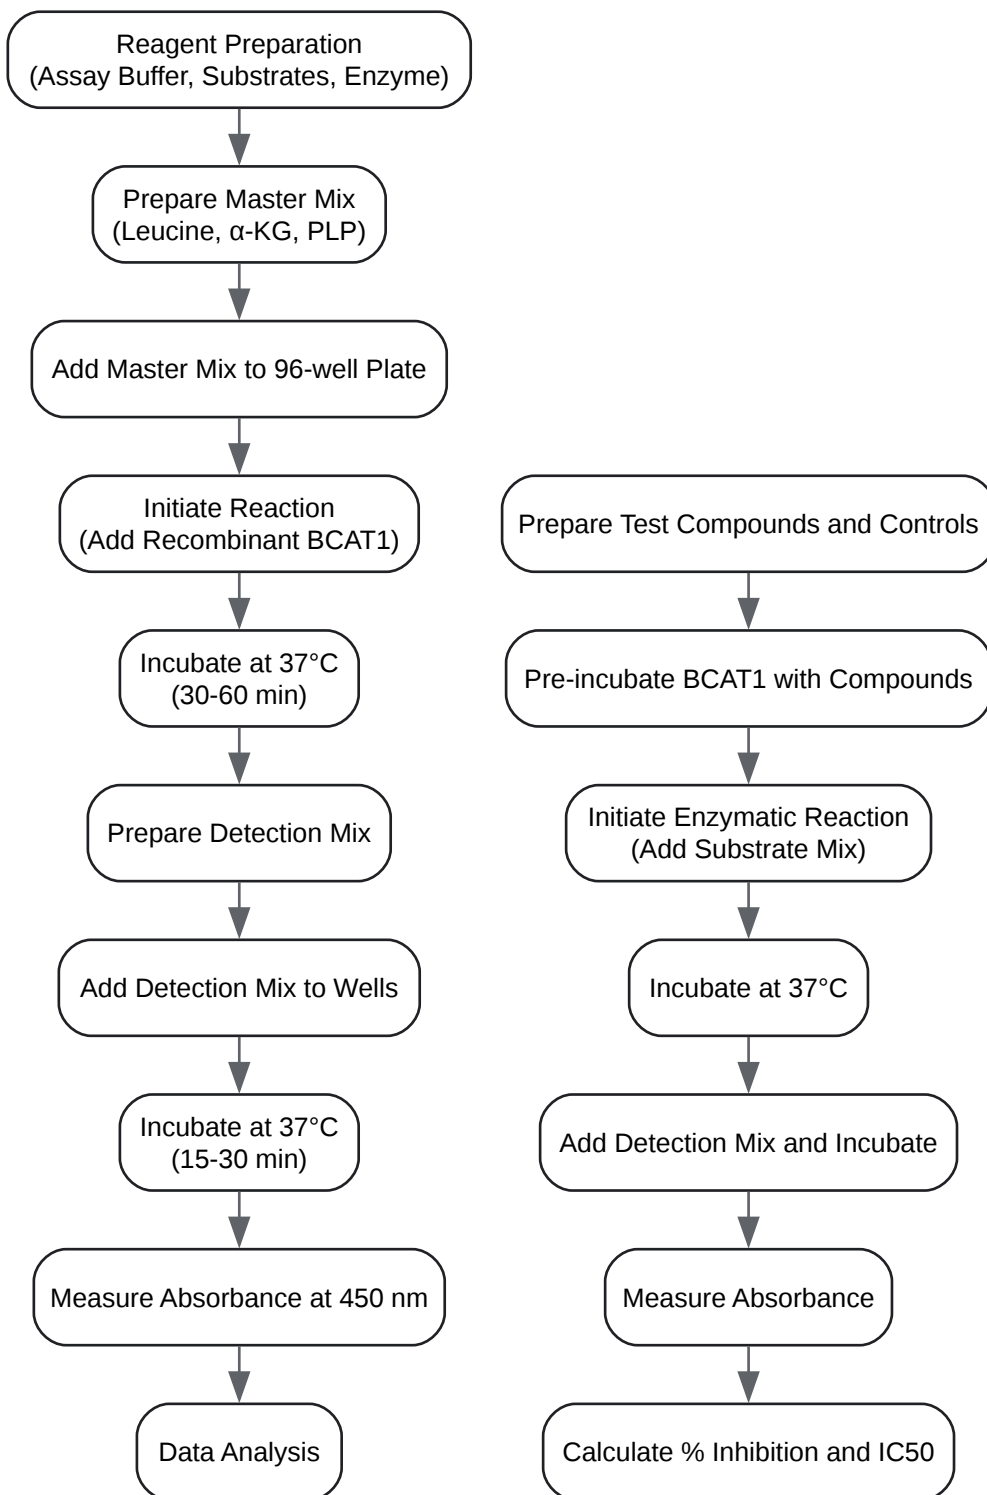 Reagent Preparation
(Assay Buffer, Substrates, Enzyme)
Prepare Master Mix
(Leucine, α-KG, PLP)
Add Master Mix to 96-well Plate
Initiate Reaction
(Add Recombinant BCAT1)
Incubate at 37°C
(30-60 min)
Prepare Detection Mix
Add Detection Mix to Wells
Incubate at 37°C
(15-30 min)
Measure Absorbance at 450 nm
Data Analysis
Prepare Test Compounds and Controls
Pre-incubate BCAT1 with Compounds
Initiate Enzymatic Reaction
(Add Substrate Mix)
Incubate at 37°C
Add Detection Mix and Incubate
Measure Absorbance
Calculate % Inhibition and IC50